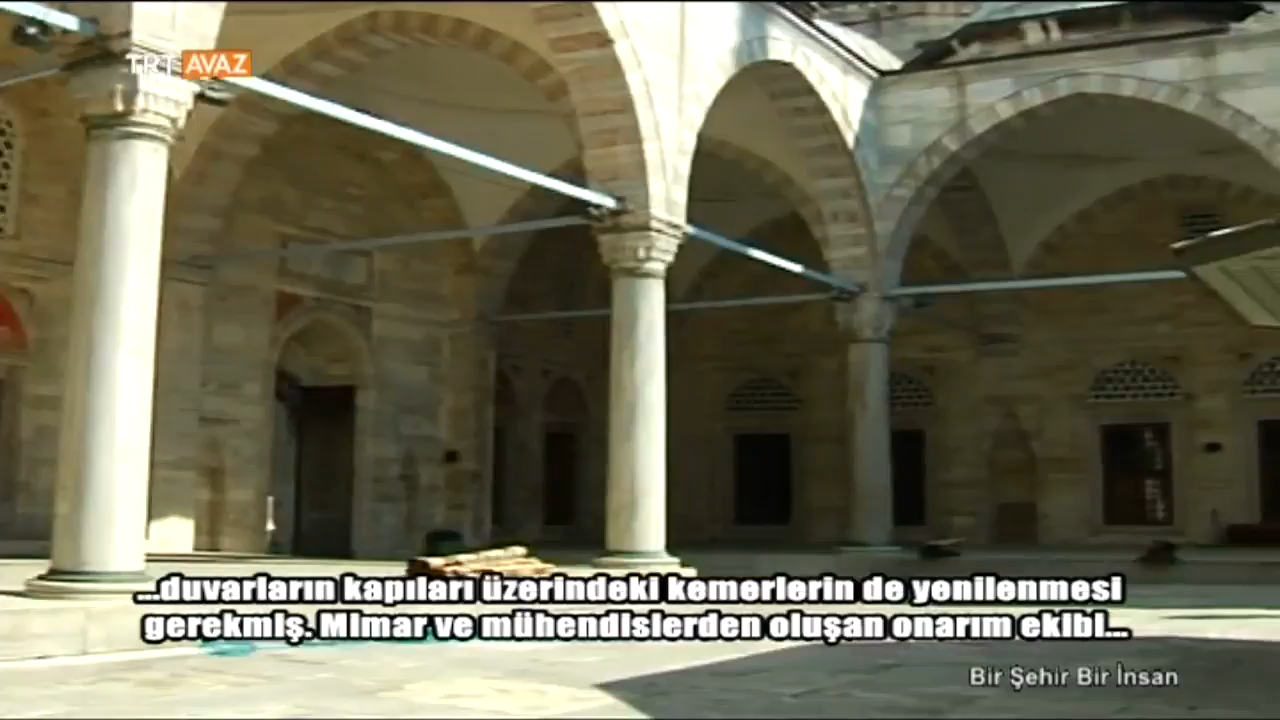 TRT AVAZ
...duvarların kapıları üzerindeki kemerlerin de yenilenmesi
gerekmiş. Mimar ve mühendislerden oluşan onarım ekibi...
Bir Şehir Bir İnsan